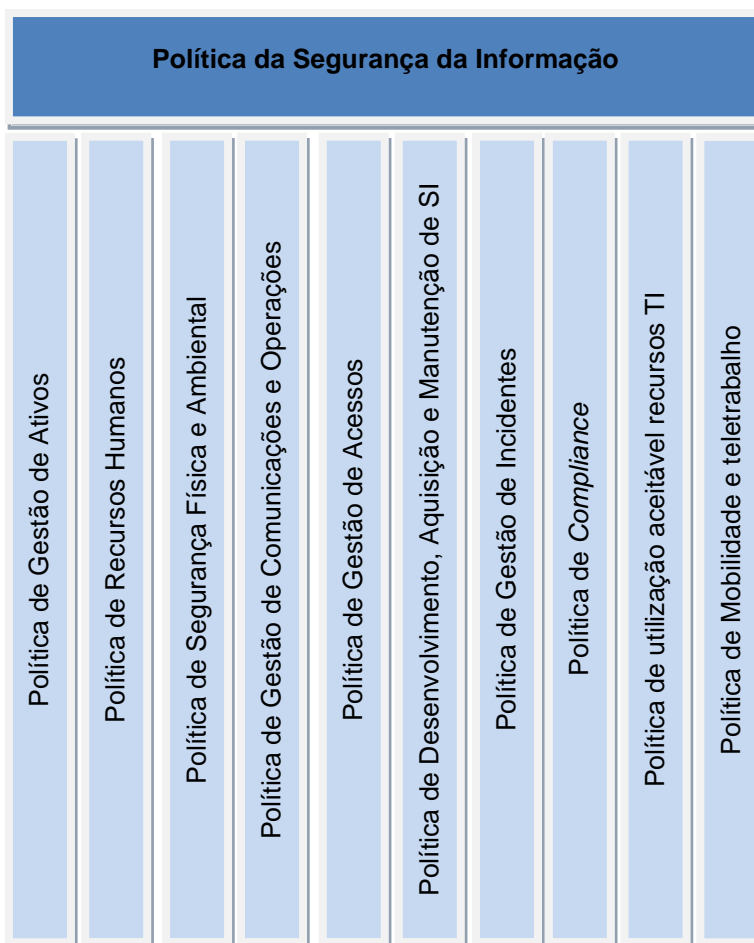 Política da Segurança da Informação
Política de Gestão de Ativos
Política de Recursos Humanos
Política de Segurança Física e Ambiental
Política de Gestão de Comunicações e Operações
Política de Gestão de Acessos
Política de Desenvolvimento, Aquisição e Manutenção de SI
Política de Gestão de Incidentes
Política de Compliance
Política de utilização aceitável recursos TI
Política de Mobilidade e teletrabalho